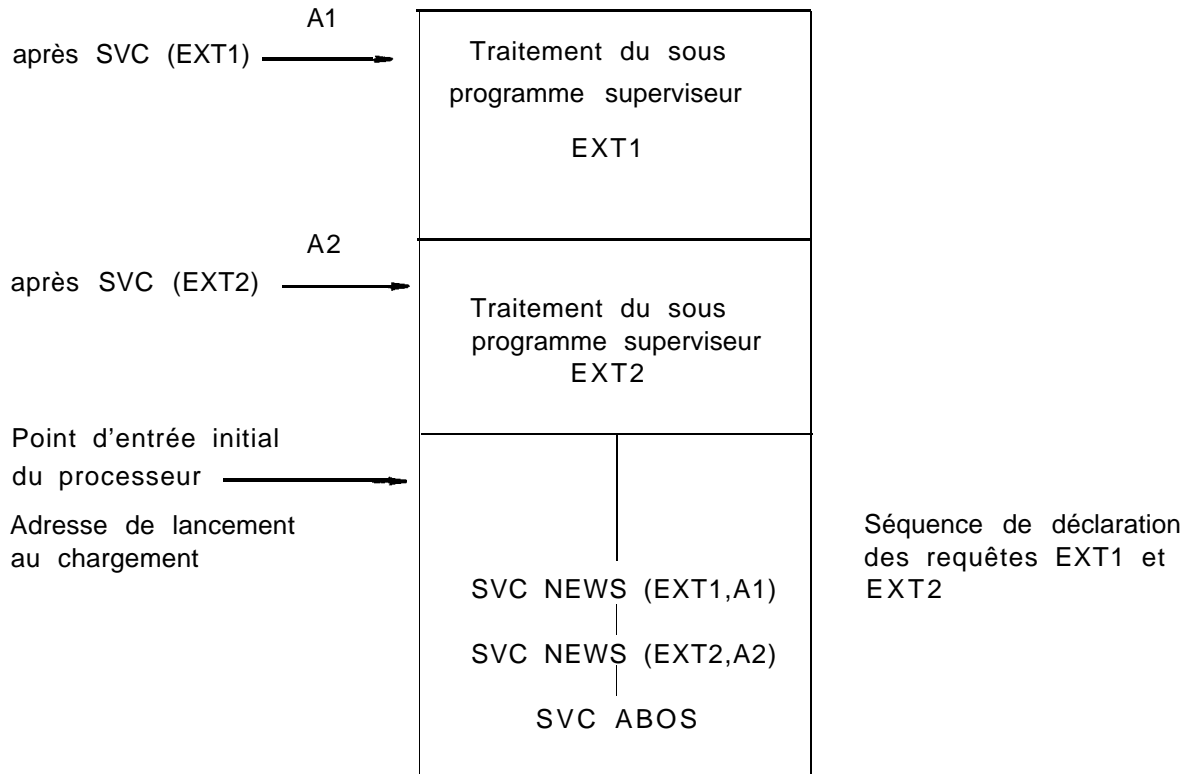 A1
après SVC (EXT1)
Traitement du sous
programme superviseur
EXT1
A2
après SVC (EXT2)
Traitement du sous
programme superviseur
EXT2
Point d'entrée initial
du processeur
Adresse de lancement
au chargement
Séquence de déclaration
des requêtes EXT1 et
EXT2
SVC NEWS (EXT1,A1)
SVC NEWS (EXT2,A2)
SVC ABOS